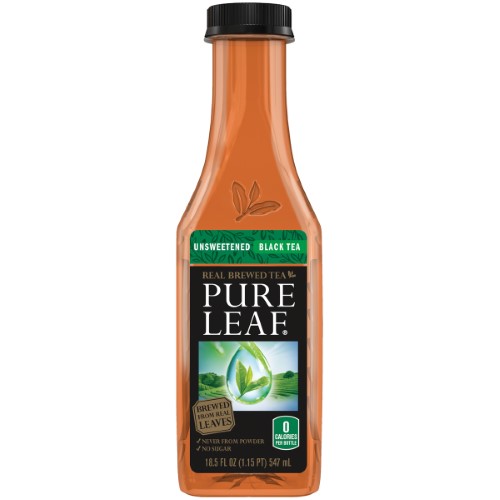 UNSWEETENED BLACK TEA
REAL BREWED TEA
PURE
LEAF®
BREWED
FROM REAL
LEAVES
✓ NEVER FROM POWDER
✓ NO SUGAR
0
CALORIES
PER BOTTLE
18.5 FL OZ (1.15 PT) 547 mL